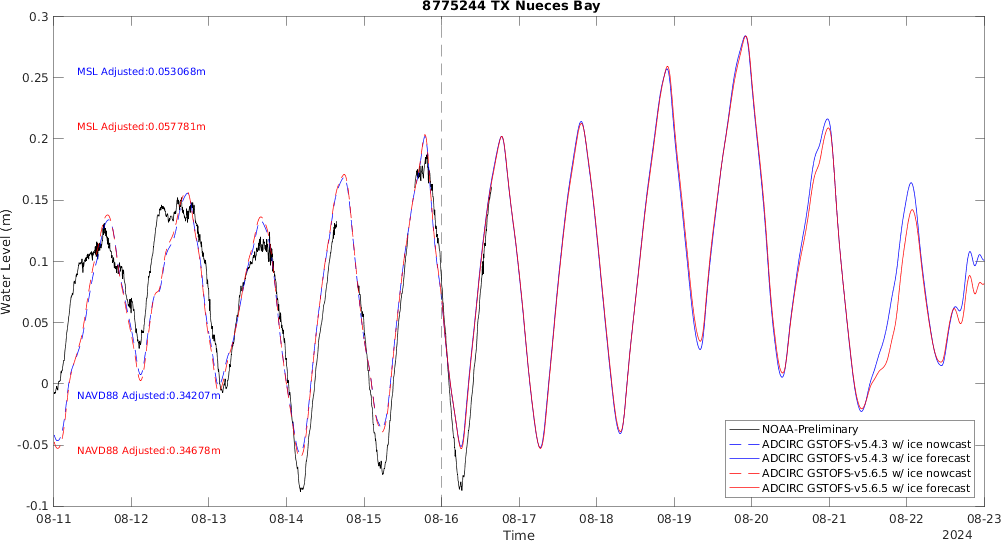 8775244 TX Nueces Bay
0.3
0.25
0.2
0.15
0.1
0.05
0
-0.05
-0.1
Water Level (m)
MSL Adjusted:0.053068m
MSL Adjusted:0.057781m
NAVD88 Adjusted:0.34207m
NAVD88 Adjusted:0.34678m
NOAA-Preliminary
ADCIRC GSTOFS-v5.4.3 w/ ice nowcast
ADCIRC GSTOFS-v5.4.3 w/ ice forecast
ADCIRC GSTOFS-v5.6.5 w/ ice nowcast
ADCIRC GSTOFS-v5.6.5 w/ ice forecast
08-11 08-12 08-13 08-14 08-15 08-16 08-17 08-18 08-19 08-20 08-21 08-22 08-23
Time
2024